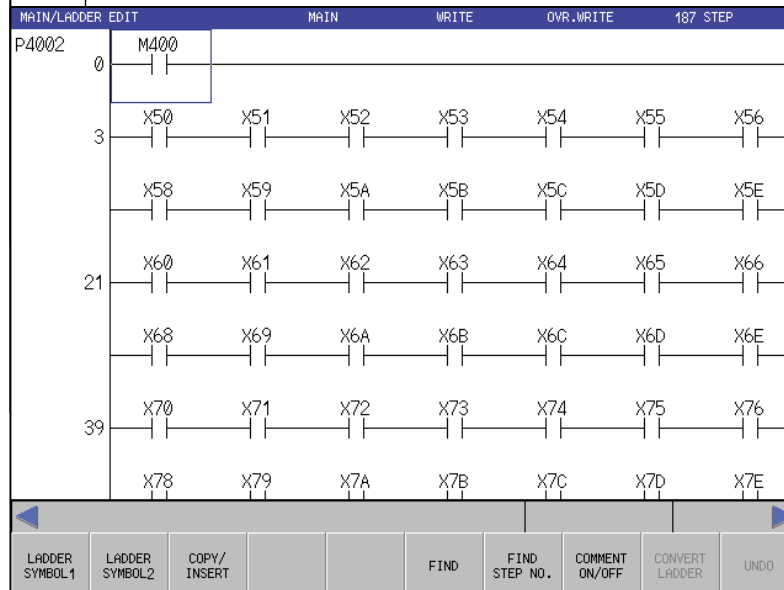 MAIN/LADDER EDIT MAIN WRITE OVR.WRITE 187 STEP
P4002 M400
0
X50 X51 X52 X53 X54 X55 X56
3
X58 X59 X5A X5B X5C X5D X5E
X60 X61 X62 X63 X64 X65 X66
21
X68 X69 X6A X6B X6C X6D X6E
X70 X71 X72 X73 X74 X75 X76
39
X78 X79 X7A X7B X7C X7D X7E
LADDER SYMBOL1 LADDER SYMBOL2 COPY/ INSERT FIND FIND STEP NO. COMMENT ON/OFF CONVERT LADDER UNDO